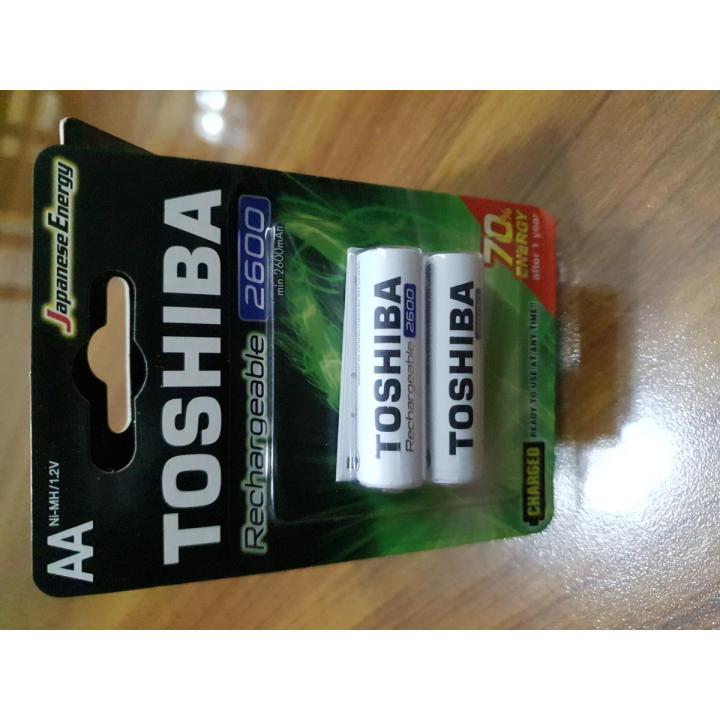 Japanese Energy
AA
Ni-MH/1.2V
TOSHIBA
Rechargeable 2600
min.2600mAh
TOSHIBA
Rechargeable 2600
TOSHIBA
70%
ENERGY
after 1 year
CHARGED READY TO USE AT ANY TIME!!